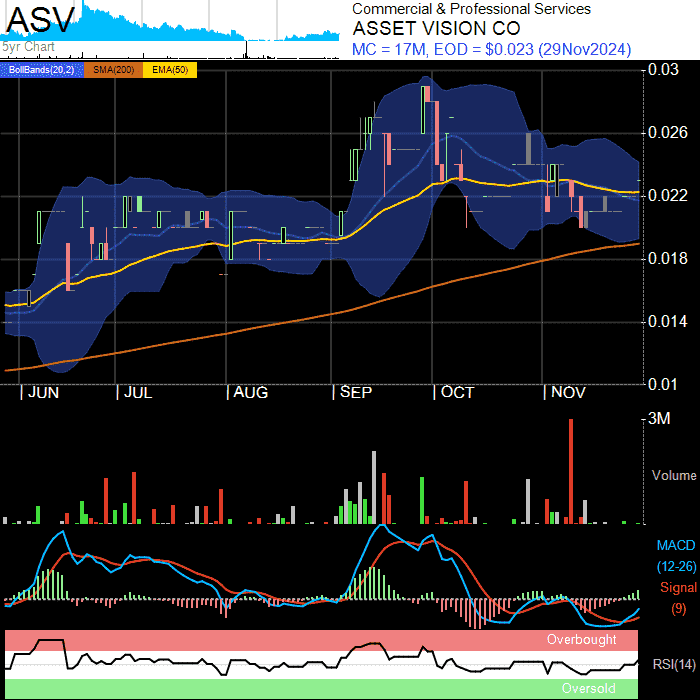 ASV
5yr Chart
Commercial & Professional Services
ASSET VISION CO
MC = 17M, EOD = $0.023 (29Nov2024)
BollBands(20,2) SMA(200) EMA(50)
0.03
0.026
0.022
0.018
0.014
0.01
JUN JUL AUG SEP OCT NOV
3M
Volume
MACD
(12-26)
Signal
(9)
Overbought
RSI(14)
Oversold